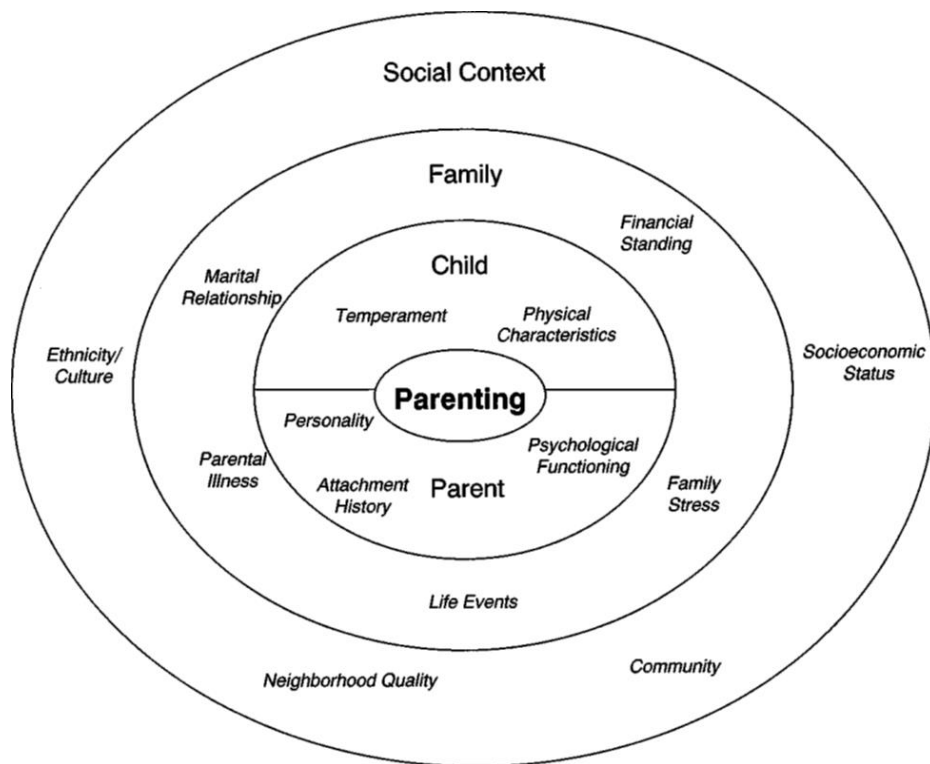 Social Context
Family
Financial
Standing
Marital
Relationship
Child
Temperament
Physical
Characteristics
Ethnicity/
Culture
Socioeconomic
Status
Parenting
Personality
Psychological
Functioning
Parental
Illness
Attachment
History
Parent
Family
Stress
Life Events
Neighborhood Quality
Community